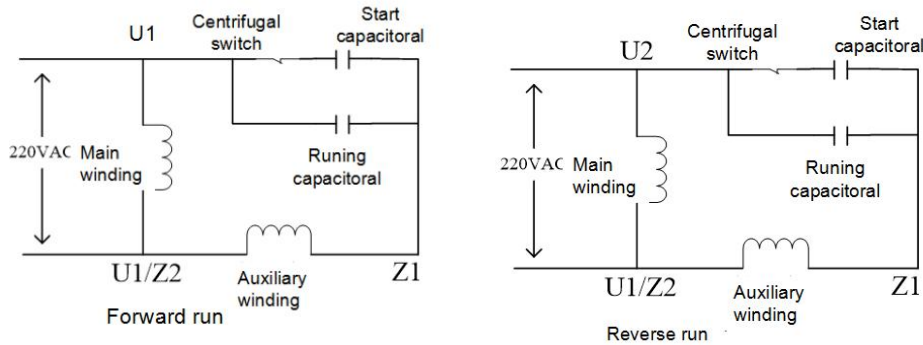 U1
Centrifugal
switch
Start
capacitoral
220VAC
Main
winding
Runing
capacitoral
U1/Z2
Auxiliary
winding
Z1
Forward run
U2
Centrifugal
switch
Start
capacitoral
220VAC
Main
winding
Runing
capacitoral
U1/Z2
Auxiliary
winding
Z1
Reverse run